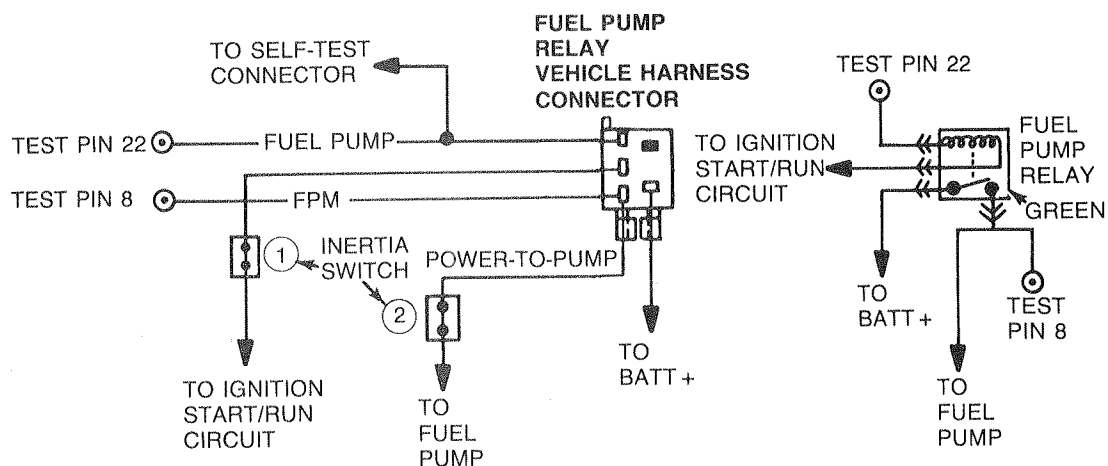 FUEL PUMP
RELAY
VEHICLE HARNESS
CONNECTOR
TO SELF-TEST
CONNECTOR
TEST PIN 22
FUEL PUMP
TEST PIN 8
FPM
1
INERTIA
SWITCH
2
POWER-TO-PUMP
TO IGNITION
START/RUN
CIRCUIT
TO
FUEL
PUMP
TO
BATT +
TEST PIN 22
TO IGNITION
START/RUN
CIRCUIT
FUEL
PUMP
RELAY
GREEN
TO
BATT +
TEST
PIN 8
TO
FUEL
PUMP